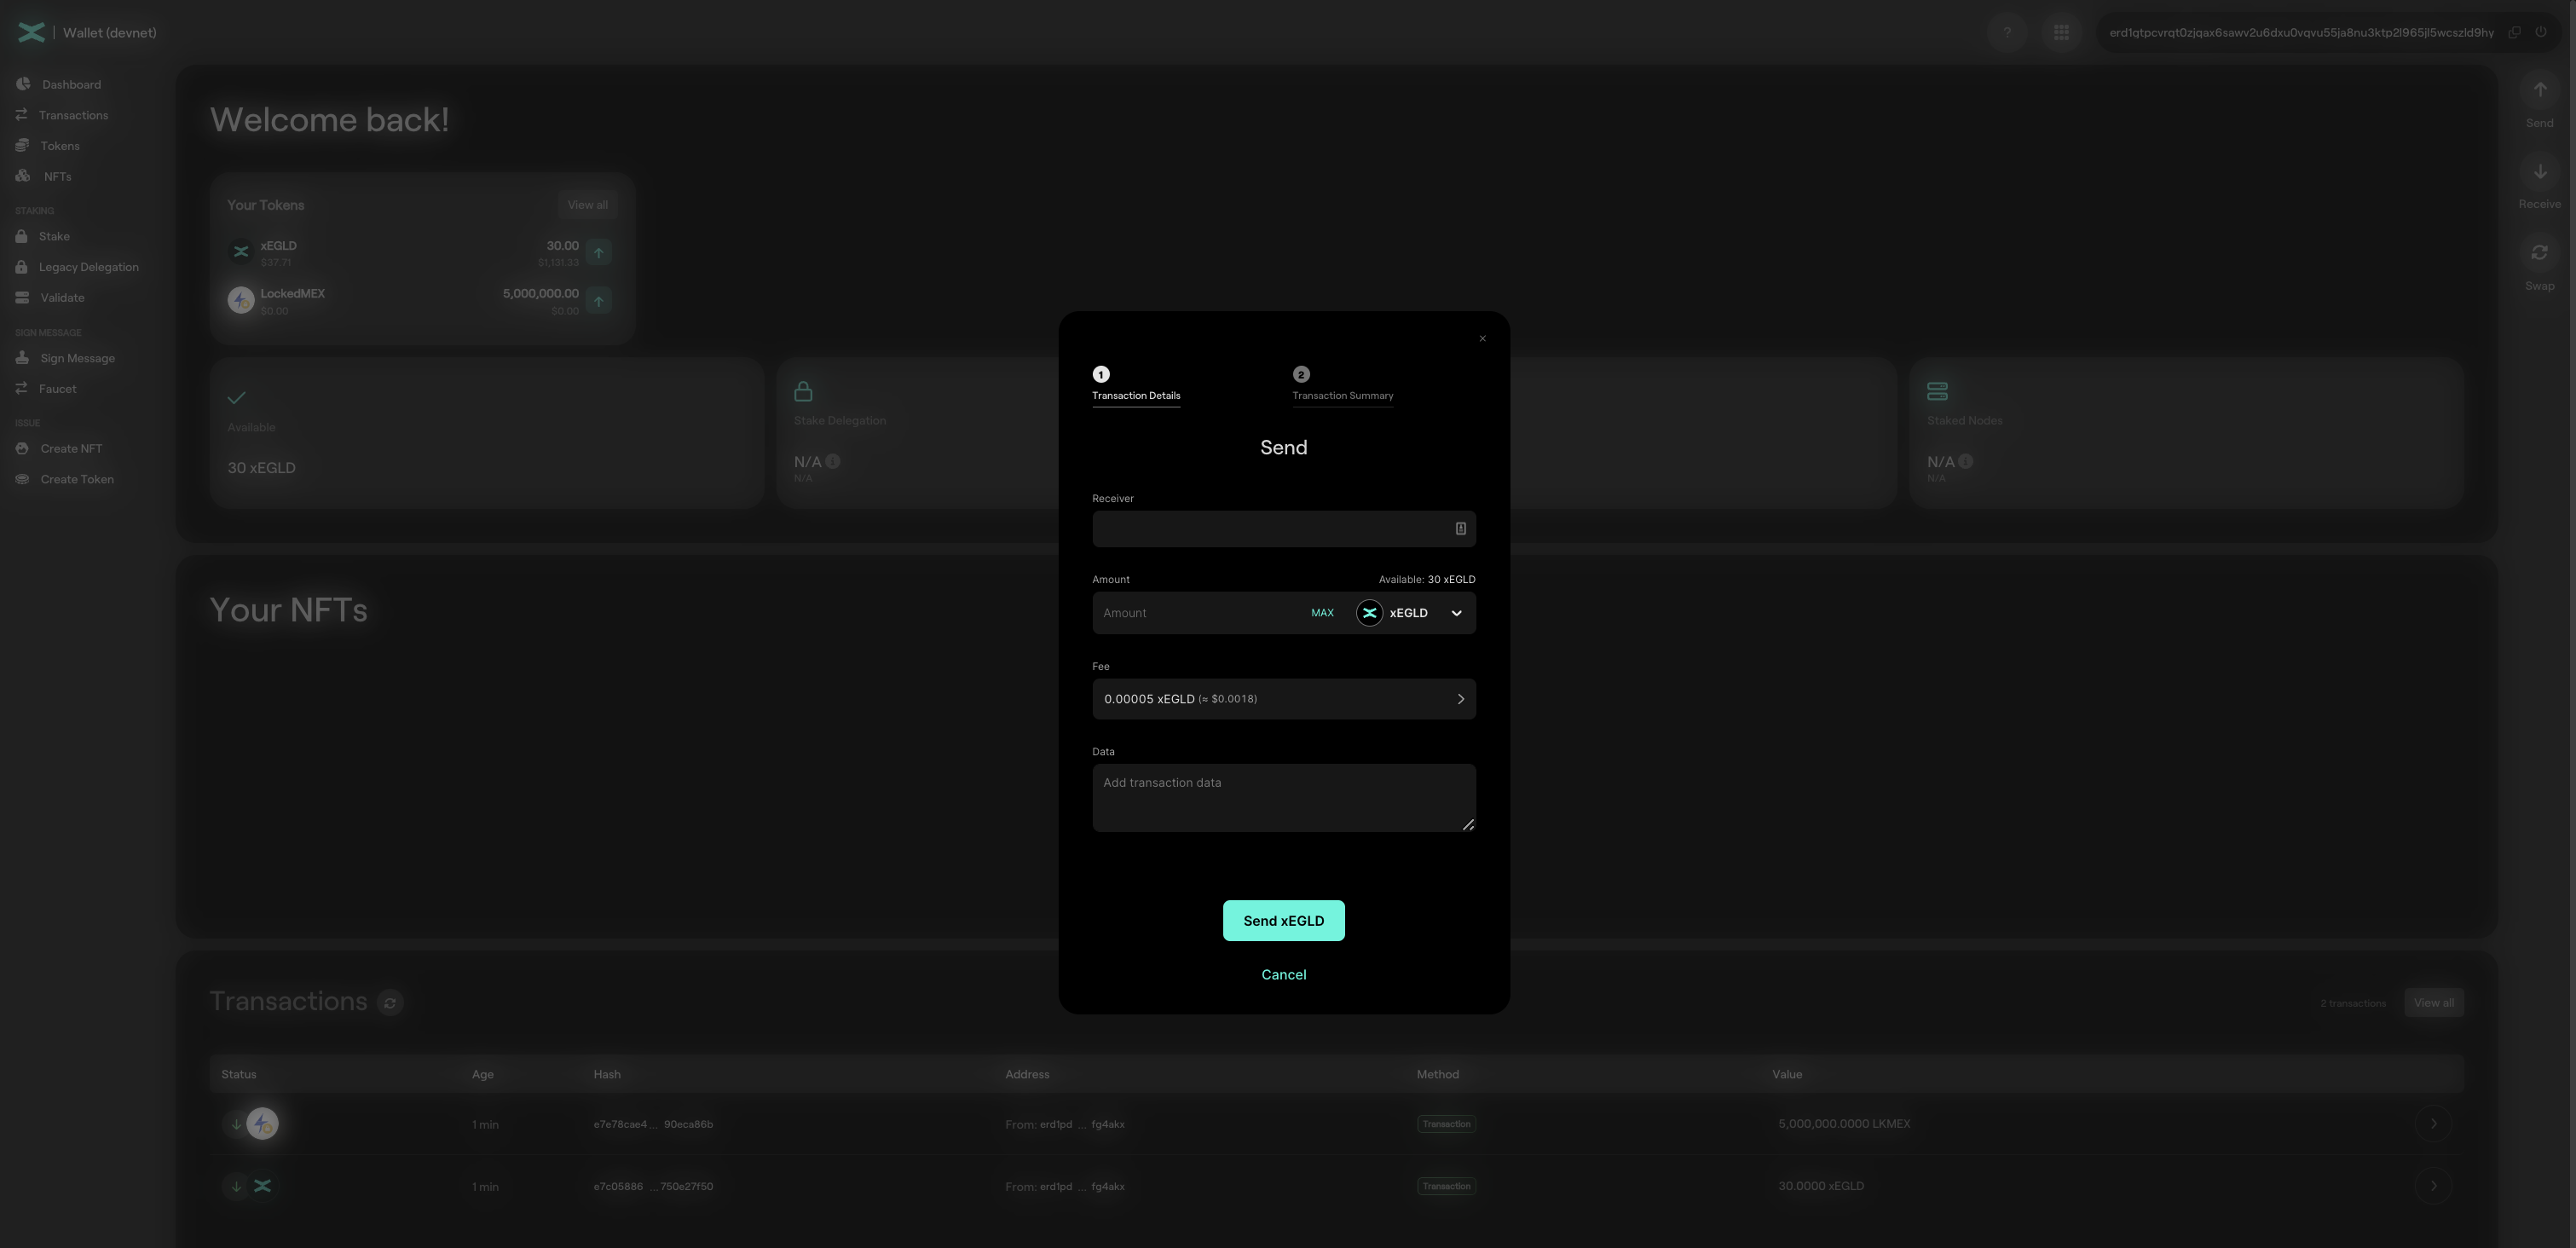 Wallet (devnet)
?
erd1qtpcvrqt0zjqax6sawv2u6dxu0vqvu55ja8nu3ktp2l965jl5wcszld9hy
Dashboard
Transactions
Tokens
NFTs
STAKING
Stake
Legacy Delegation
Validate
SIGN MESSAGE
Sign Message
Faucet
ISSUE
Create NFT
Create Token
Welcome back!
Your Tokens
View all
xEGLD
30.00
$37.71
$1,131.33
LockedMEX
5,000,000.00
$0.00
$0.00
Available
30 xEGLD
Stake Delegation
N/A
N/A
Staked Nodes
N/A
N/A
Send
Receive
Swap
×
1
Transaction Details
2
Transaction Summary
Send
Receiver
Amount
Available: 30 xEGLD
Amount
MAX
xEGLD
Fee
0.00005 xEGLD (≈ $0.0018)
Data
Add transaction data
Send xEGLD
Cancel
Your NFTs
Transactions
2 transactions
View all
Status Age Hash Address Method Value
1 min e7e78cae4 ... 90eca86b From: erd1pd ... fg4akx Transaction 5,000,000.0000 LKMEX
1 min e7c05886 ... 750e27f50 From: erd1pd ... fg4akx Transaction 30.0000 xEGLD